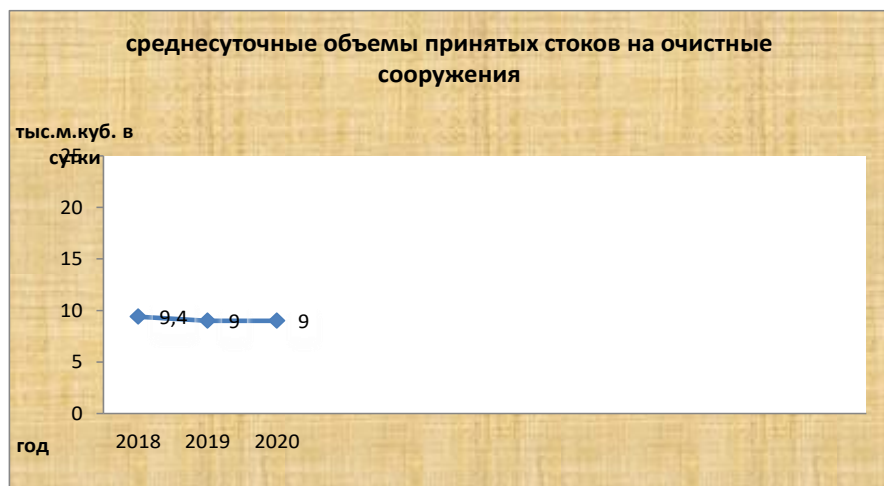 среднесуточные объемы принятых стоков на очистные
сооружения
тыс.м.куб. в
сутки
25
20
15
10
5
0
9,4
9
9
год
2018 2019 2020